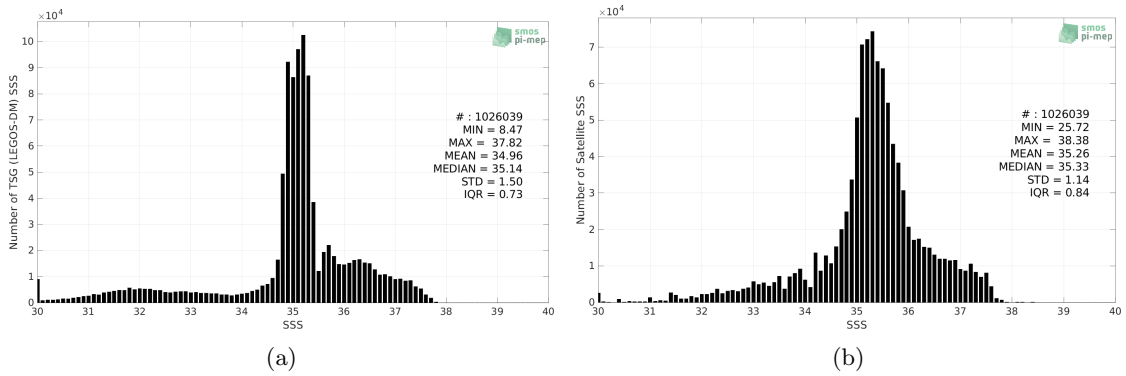 ×10⁴
10
9
8
7
6
5
4
3
2
1
0
Number of TSG (LEGOS-DM) SSS
30 31 32 33 34 35 36 37 38 39 40
SSS
smos
pi-mep
# : 1026039
MIN = 8.47
MAX = 37.82
MEAN = 34.96
MEDIAN = 35.14
STD = 1.50
IQR = 0.73
(a)
×10⁴
7
6
5
4
3
2
1
0
Number of Satellite SSS
30 31 32 33 34 35 36 37 38 39 40
SSS
smos
pi-mep
# : 1026039
MIN = 25.72
MAX = 38.38
MEAN = 35.26
MEDIAN = 35.33
STD = 1.14
IQR = 0.84
(b)